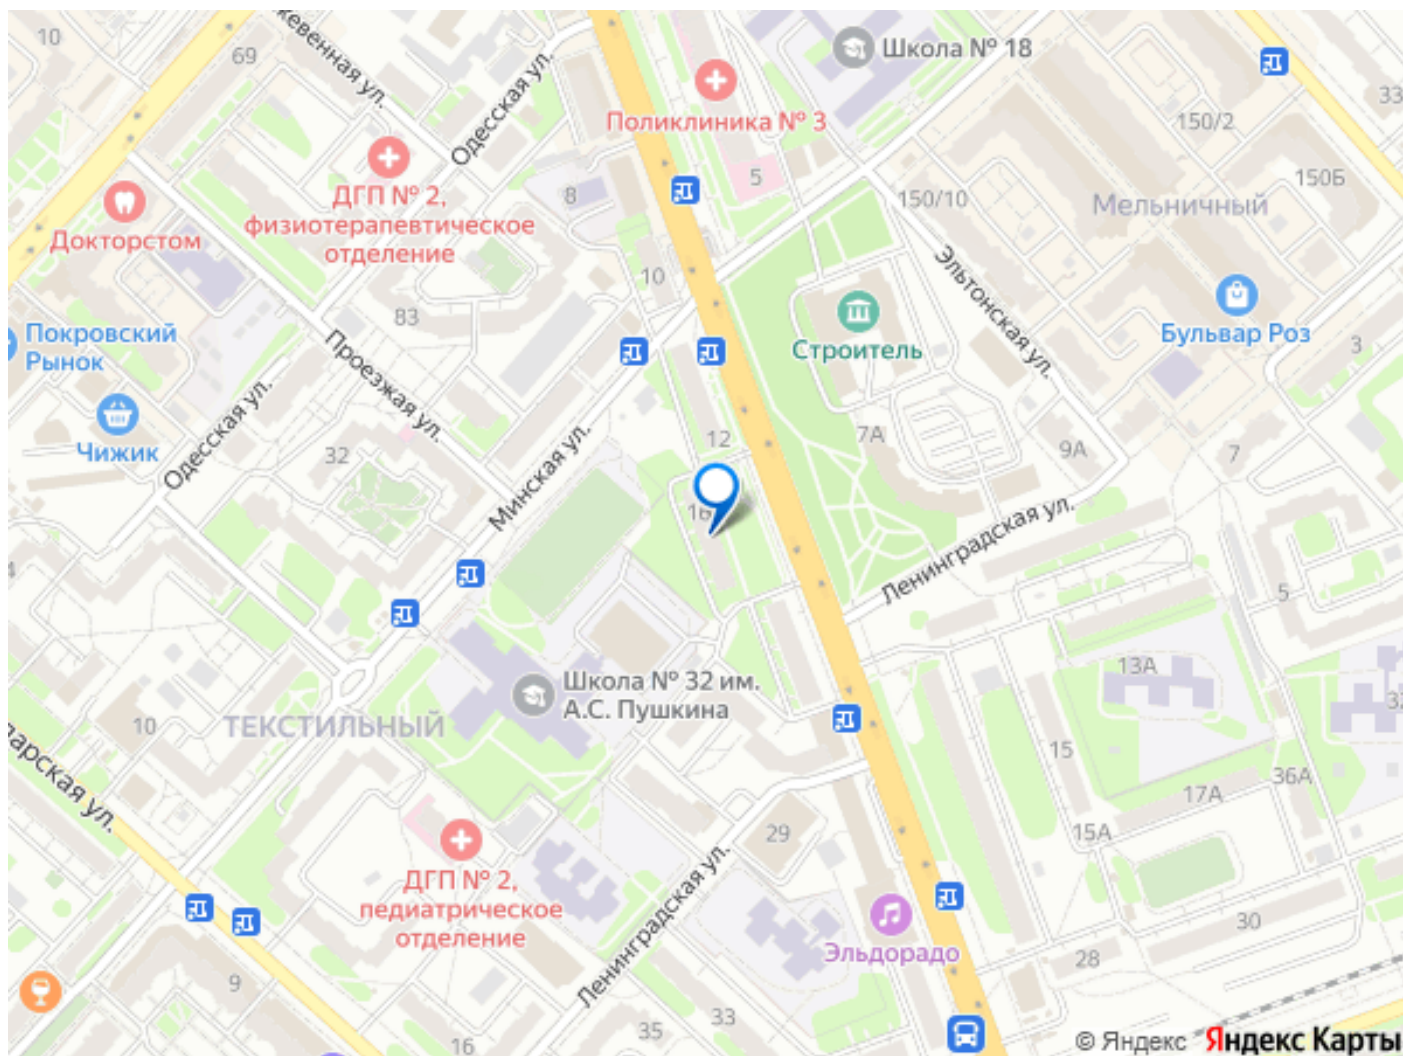 10
69
Одесская ул.
Школа № 18
33
150/2
Поликлиника № 3
5
150/10
150Б
Мельничный
ДГП № 2,
физиотерапевтическое
отделение
8
Докторстом
10
Эльтонская ул.
83
Покровский
Рынок
Проезжая ул.
Строитель
Бульвар Роз
3
Чижик
Одесская ул.
32
Минская ул.
12
7А
9А
7
16
Ленинградская ул.
5
13А
Школа № 32 им.
А.С. Пушкина
10
ТЕКСТИЛЬНЫЙ
15
36А
17А
15А
29
ДГП № 2,
педиатрическое
отделение
Ленинградская ул.
Эльдорадо
30
28
9
33
35
16
© Яндекс Яндекс Карты